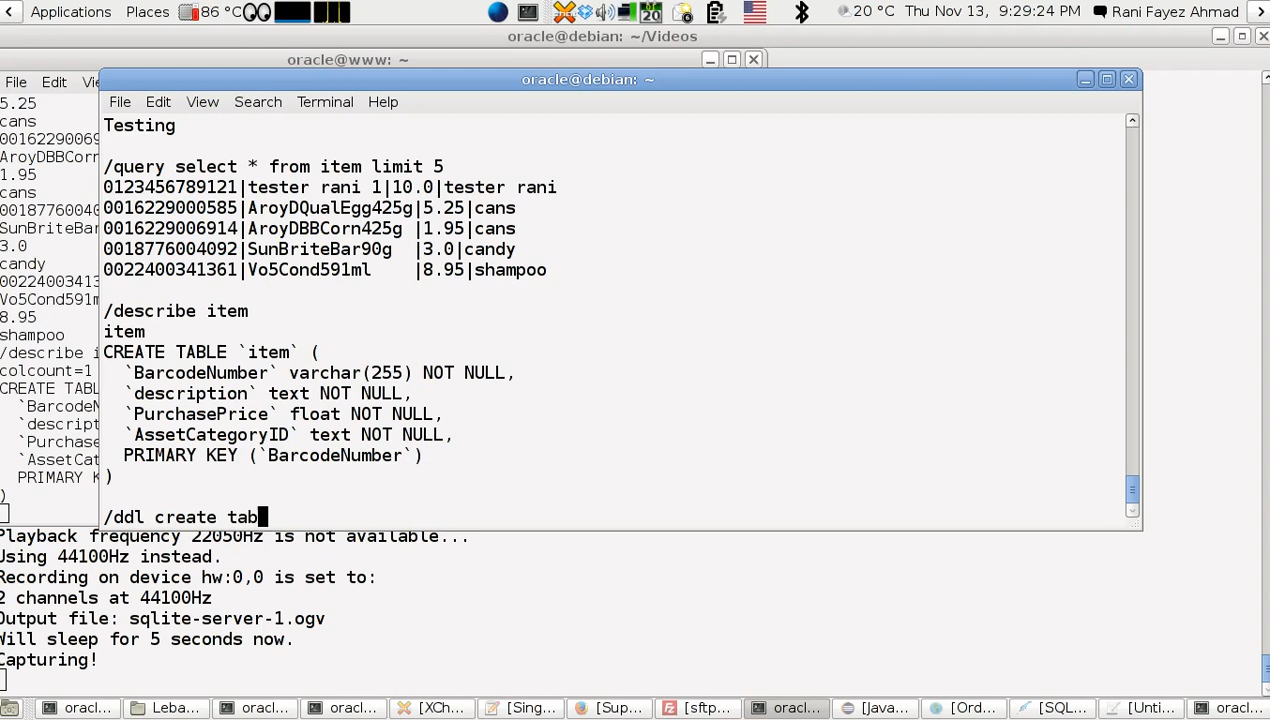 Applications Places 86 °C 20 °C Thu Nov 13, 9:29:24 PM Rani Fayez Ahmad
oracle@debian: ~/Videos
oracle@www: ~
oracle@debian: ~
File Edit
File Edit View Search Terminal Help
5.25
cans
0016229006
AroyDBBCorn
1.95
cans
0018776004
SunBriteBar
3.0
candy
002240034
Vo5Cond591m
8.95
shampoo
/describe i
colcount=1
CREATE TABL
`BarcodeN
`descript
`Purchase
`AssetCat
PRIMARY K
)
Testing
/query select * from item limit 5
0123456789121|tester rani 1|10.0|tester rani
0016229000585|AroyDQualEgg425g|5.25|cans
0016229006914|AroyDBBCorn425g |1.95|cans
0018776004092|SunBriteBar90g  |3.0|candy
0022400341361|Vo5Cond591ml    |8.95|shampoo
/describe item
item
CREATE TABLE `item` (
`BarcodeNumber` varchar(255) NOT NULL,
`description` text NOT NULL,
`PurchasePrice` float NOT NULL,
`AssetCategoryID` text NOT NULL,
PRIMARY KEY (`BarcodeNumber`)
)
/ddl create tab
Playback frequency 22050Hz is not available...
Using 44100Hz instead.
Recording on device hw:0,0 is set to:
2 channels at 44100Hz
Output file: sqlite-server-1.ogv
Will sleep for 5 seconds now.
Capturing!
oracl... Leba... oracl... oracl... [XCh... [Sing... [Sup... [sftp... oracl... [Java... [Ord... [SQL... [Unti... oracl...